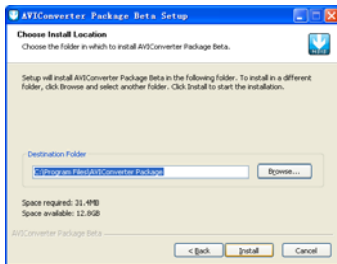 AVIConverter Package Beta Setup
Choose Install Location
Choose the folder in which to install AVIConverter Package Beta.
Setup will install AVIConverter Package Beta in the following folder. To install in a different
folder, click Browse and select another folder. Click Install to start the installation.
Destination Folder
C:\Program Files\AVIConverter Package\
Browse...
Space required: 31.4MB
Space available: 12.8GB
AVIConverter Package Beta
< Back
Install
Cancel